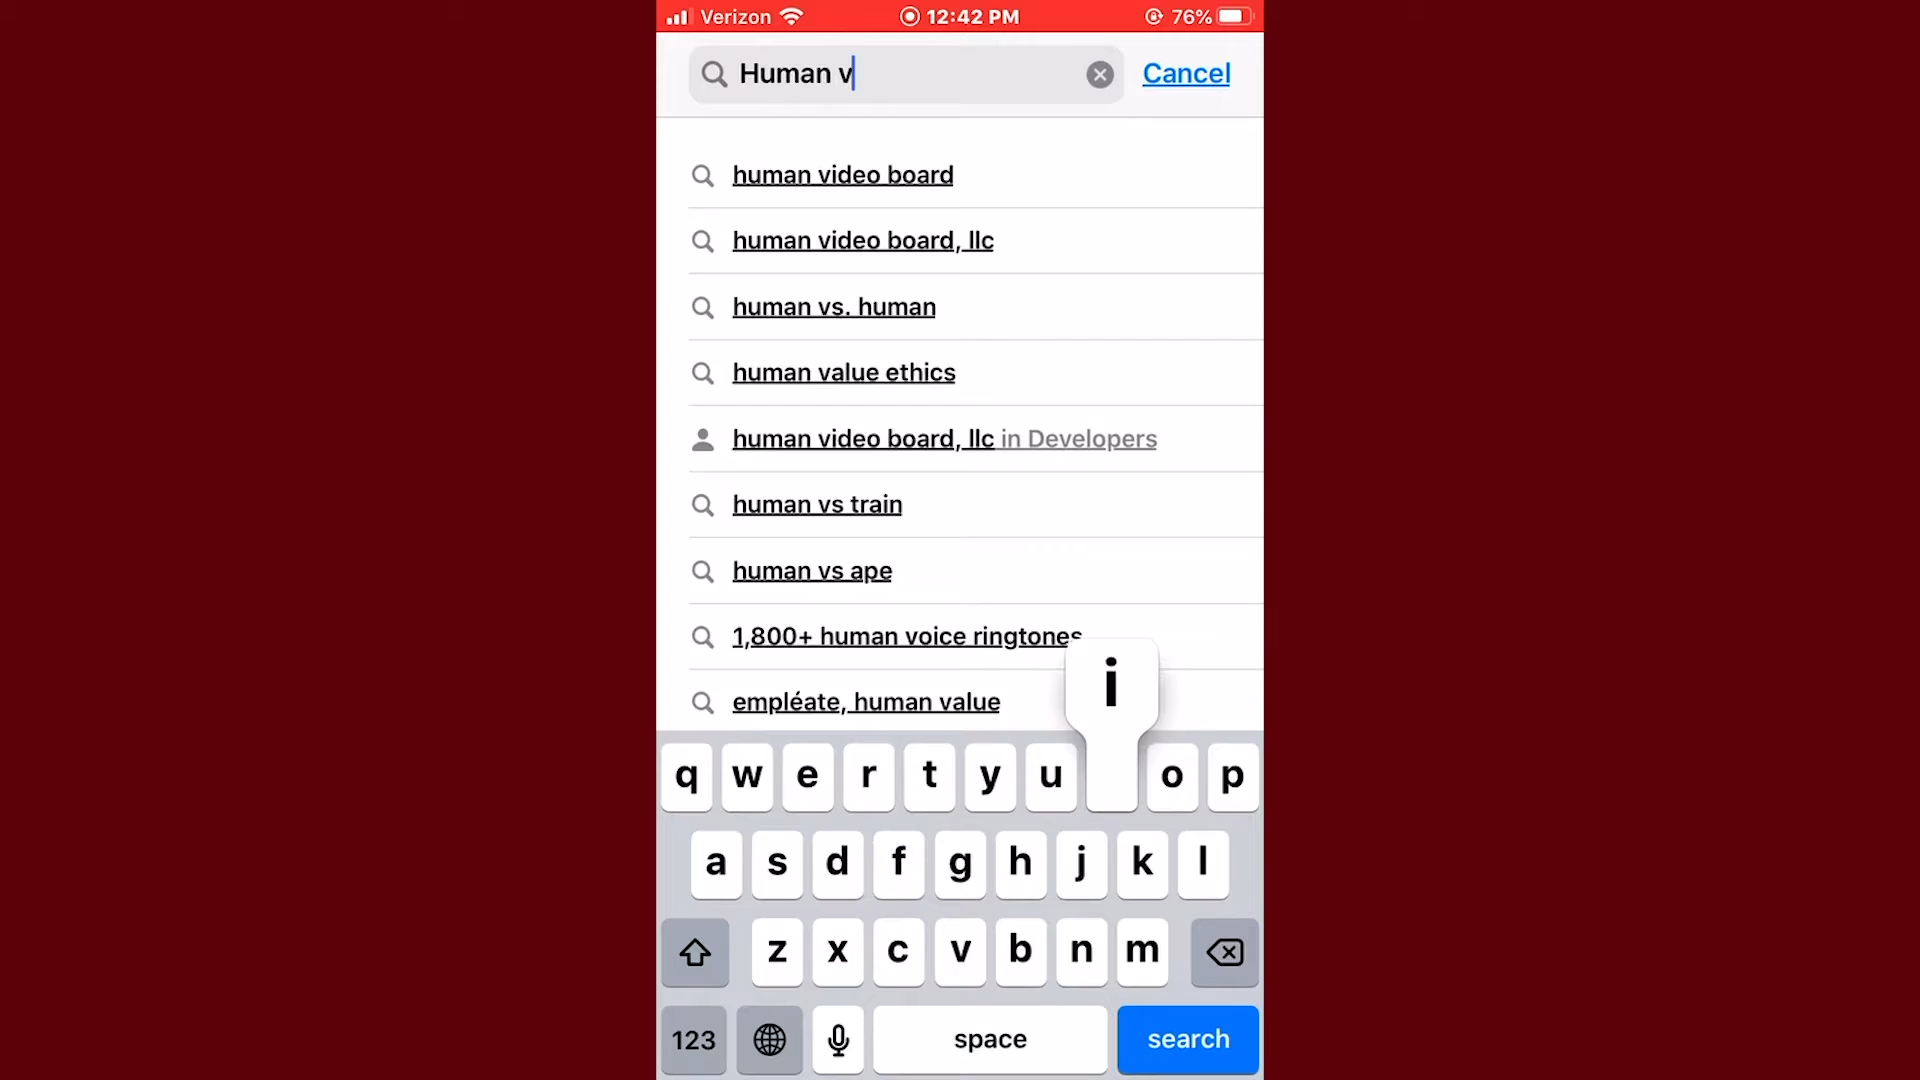 Verizon 12:42 PM 76%
Human v Cancel
human video board
human video board, llc
human vs. human
human value ethics
human video board, llc in Developers
human vs train
human vs ape
1,800+ human voice ringtones
empléate, human value
i
q w e r t y u o p
a s d f g h j k l
z x c v b n m
123 space search